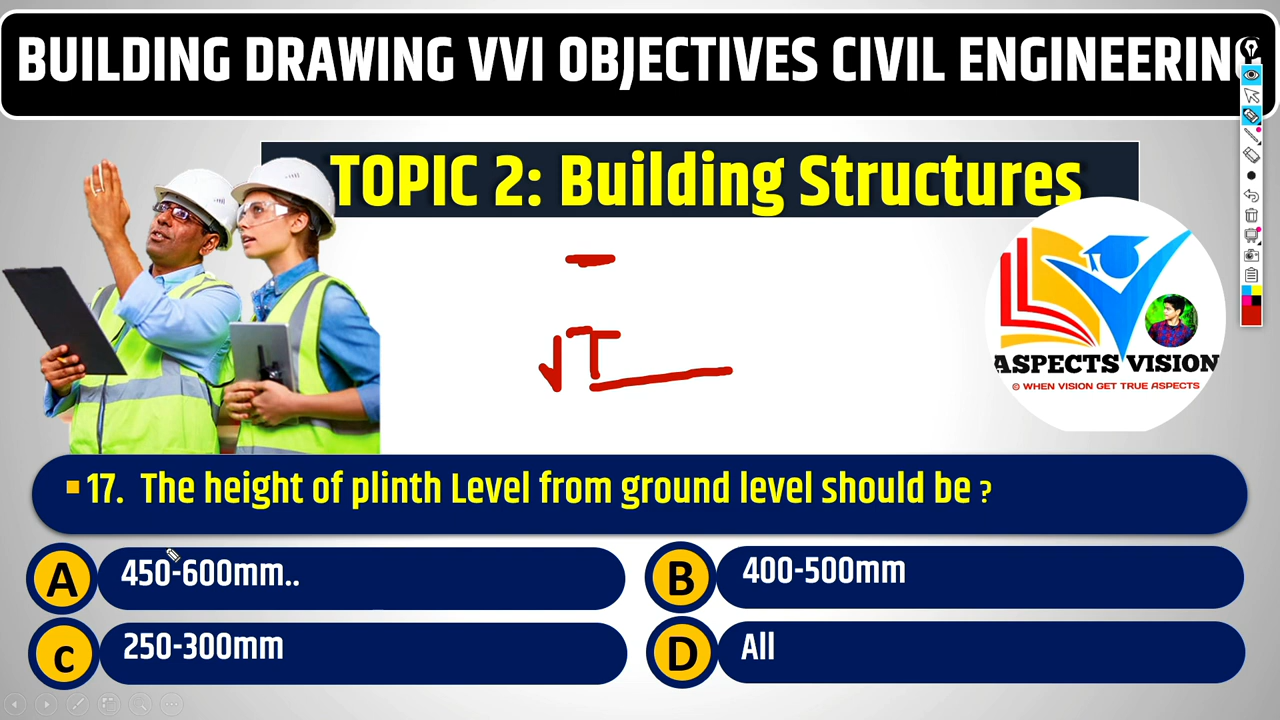 BUILDING DRAWING VVI OBJECTIVES CIVIL ENGINEERING
TOPIC 2: Building Structures
ASPECTS VISION
© WHEN VISION GET TRUE ASPECTS
17. The height of plinth Level from ground level should be ?
A 450-600mm..
B 400-500mm
c 250-300mm
D All